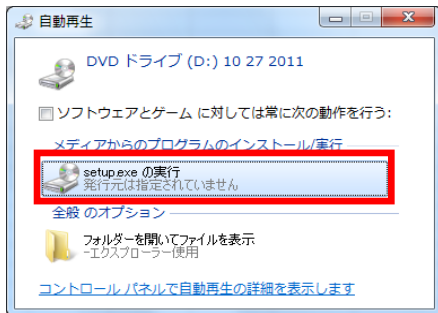 自動再生
DVD ドライブ (D:) 10 27 2011
ソフトウェアとゲーム に対しては常に次の動作を行う:
メディアからのプログラムのインストール/実行
setup.exe の実行
発行元は指定されていません
全般 のオプション
フォルダーを開いてファイルを表示
-エクスプローラー使用
コントロール パネルで自動再生の詳細を表示します